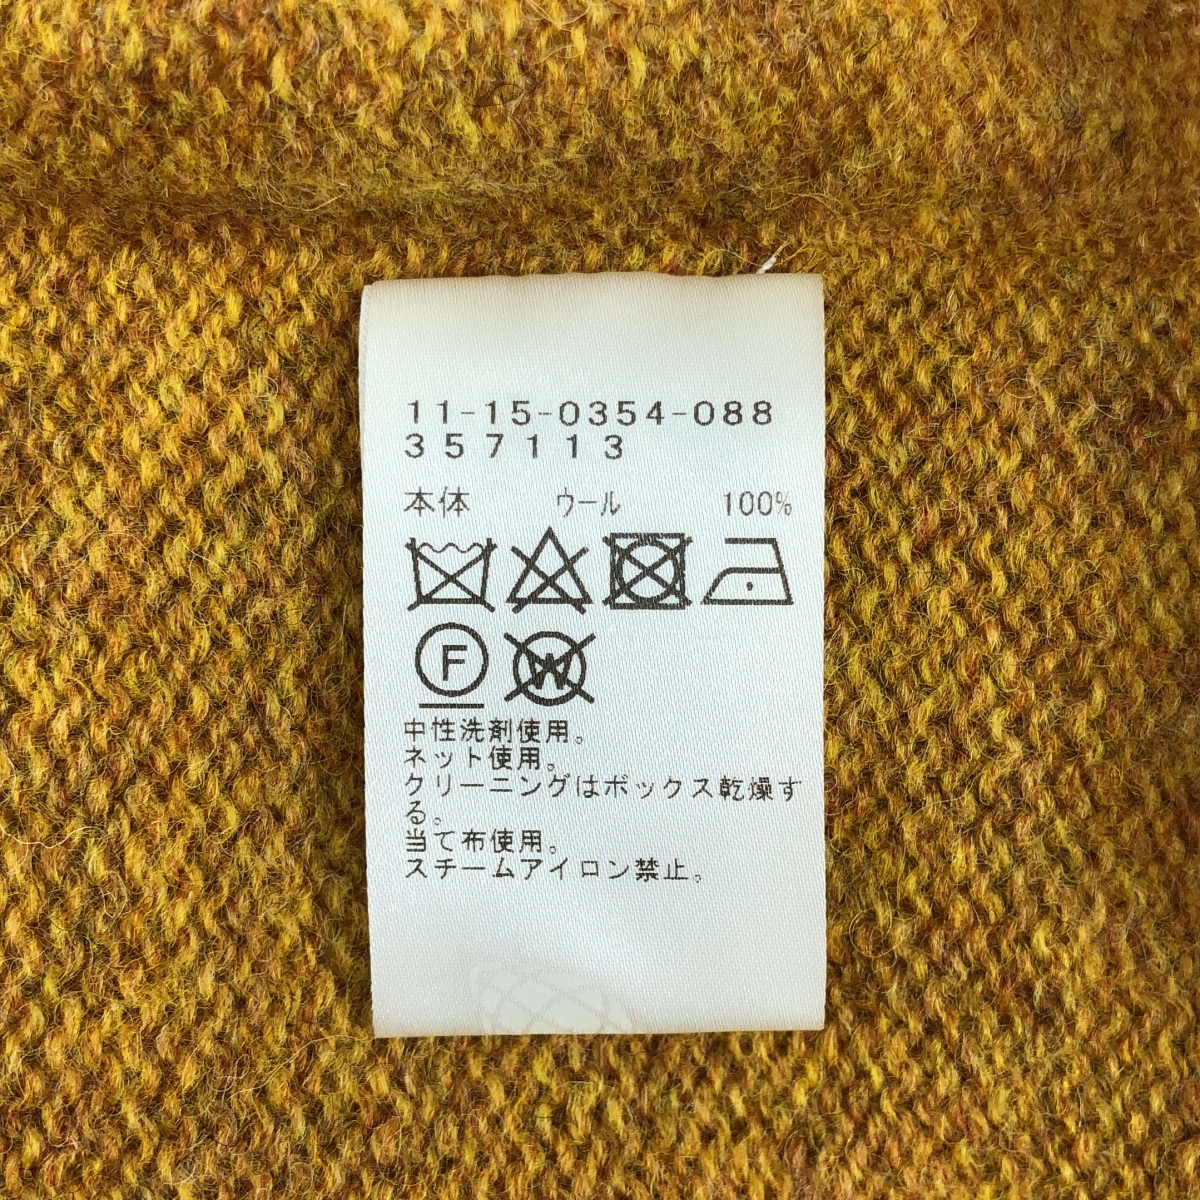 11-15-0354-088
357113
本体 ウール 100%
F W
中性洗剤使用。
ネット使用。
クリーニングはボックス乾燥す
る。
当て布使用。
スチームアイロン禁止。